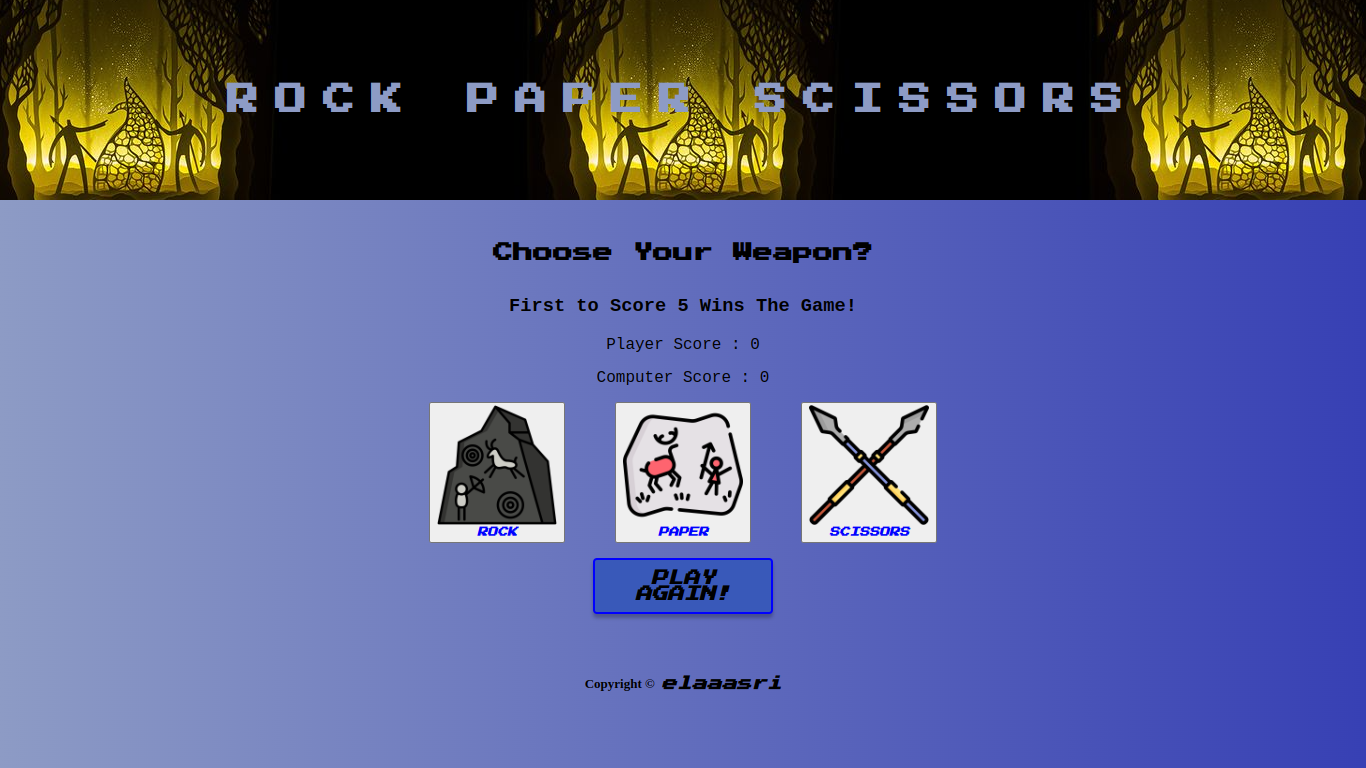 ROCK PAPER SCISSORS
Choose Your Weapon?
First to Score 5 Wins The Game!
Player Score : 0
Computer Score : 0
ROCK
PAPER
SCISSORS
PLAY
AGAIN!
Copyright © elaaasri